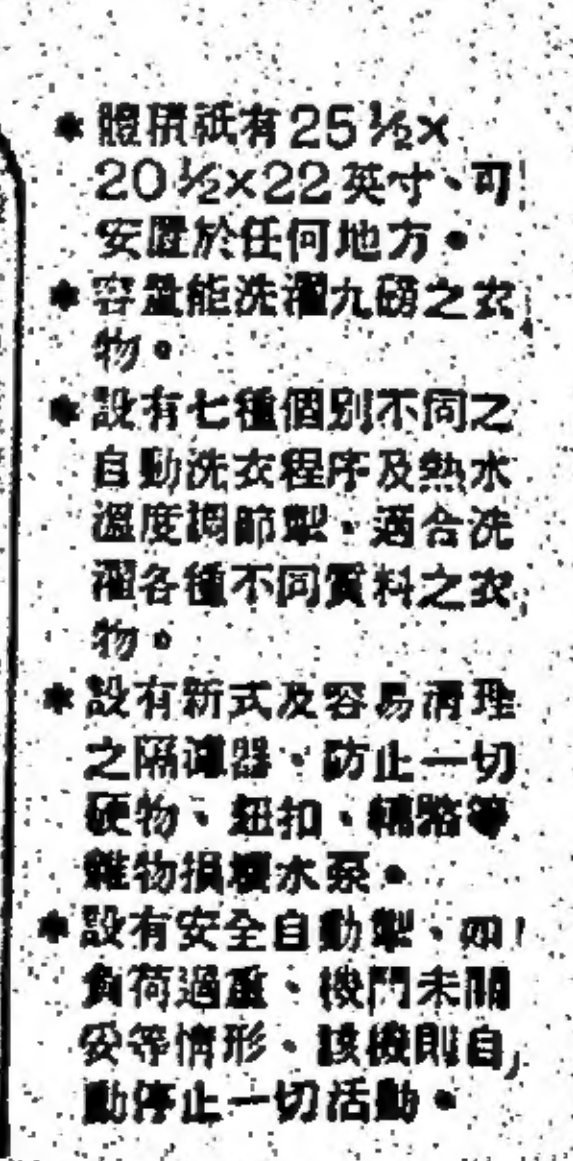 * 體積祇有25½×
20½×22英寸、可
安置於任何地方。
* 容量能洗濯九磅之衣
物。
* 設有七種個別不同之
自動洗衣程序及熱水
溫度調節掣、適合洗
濯各種不同質料之衣
物。
* 設有新式及容易清理
之隔濾器、防止一切
硬物、鈕扣、等
雜物損壞水泵。
* 設有安全自動掣、如
負荷過重、機門未關
妥等情形、該機則自
動停止一切活動。